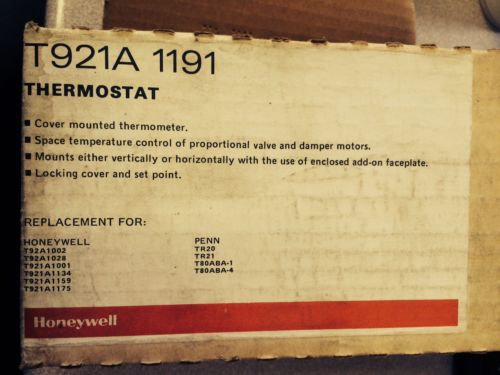 T921A 1191
THERMOSTAT
■ Cover mounted thermometer.
■ Space temperature control of proportional valve and damper motors.
■ Mounts either vertically or horizontally with the use of enclosed add-on faceplate.
■ Locking cover and set point.
REPLACEMENT FOR:
HONEYWELL
T92A1002
T92A1028
T921A1001
T921A1134
T921A1159
T921A1175
PENN
TR20
TR21
T80ABA-1
T80ABA-4
Honeywell